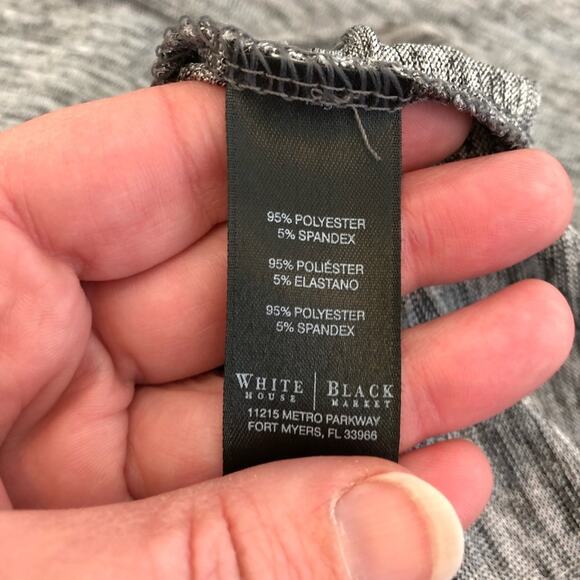 95% POLYESTER
5% SPANDEX
95% POLIÉSTER
5% ELASTANO
95% POLYESTER
5% SPANDEX
WHITE | BLACK
HOUSE MARKET
11215 METRO PARKWAY
FORT MYERS, FL 33966